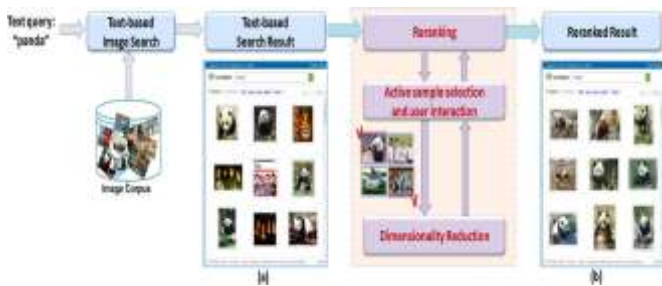 Text query:
"panda"
Text-based
Image Search
Text-based
Search Result
Reranking
Reranked Result
Active sample selection
and user interaction
Image Corpus
Dimensionality Reduction
(a)
(b)